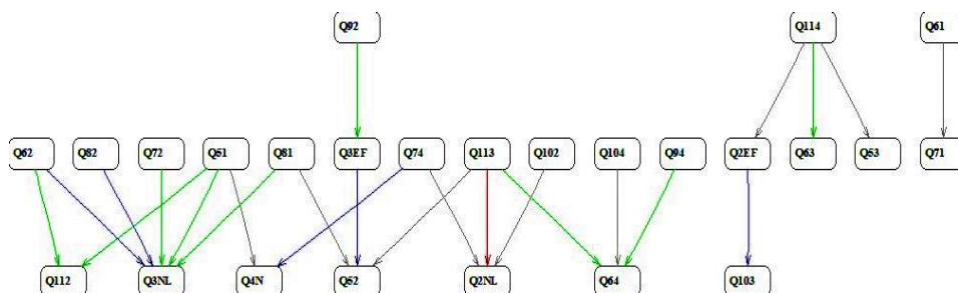 Q92 Q114 Q61
Q62 Q82 Q72 Q51 Q81 Q3EF Q74 Q113 Q102 Q104 Q94 Q2EF Q63 Q53 Q71
Q112 Q3NL Q4N Q52 Q2NL Q64 Q103